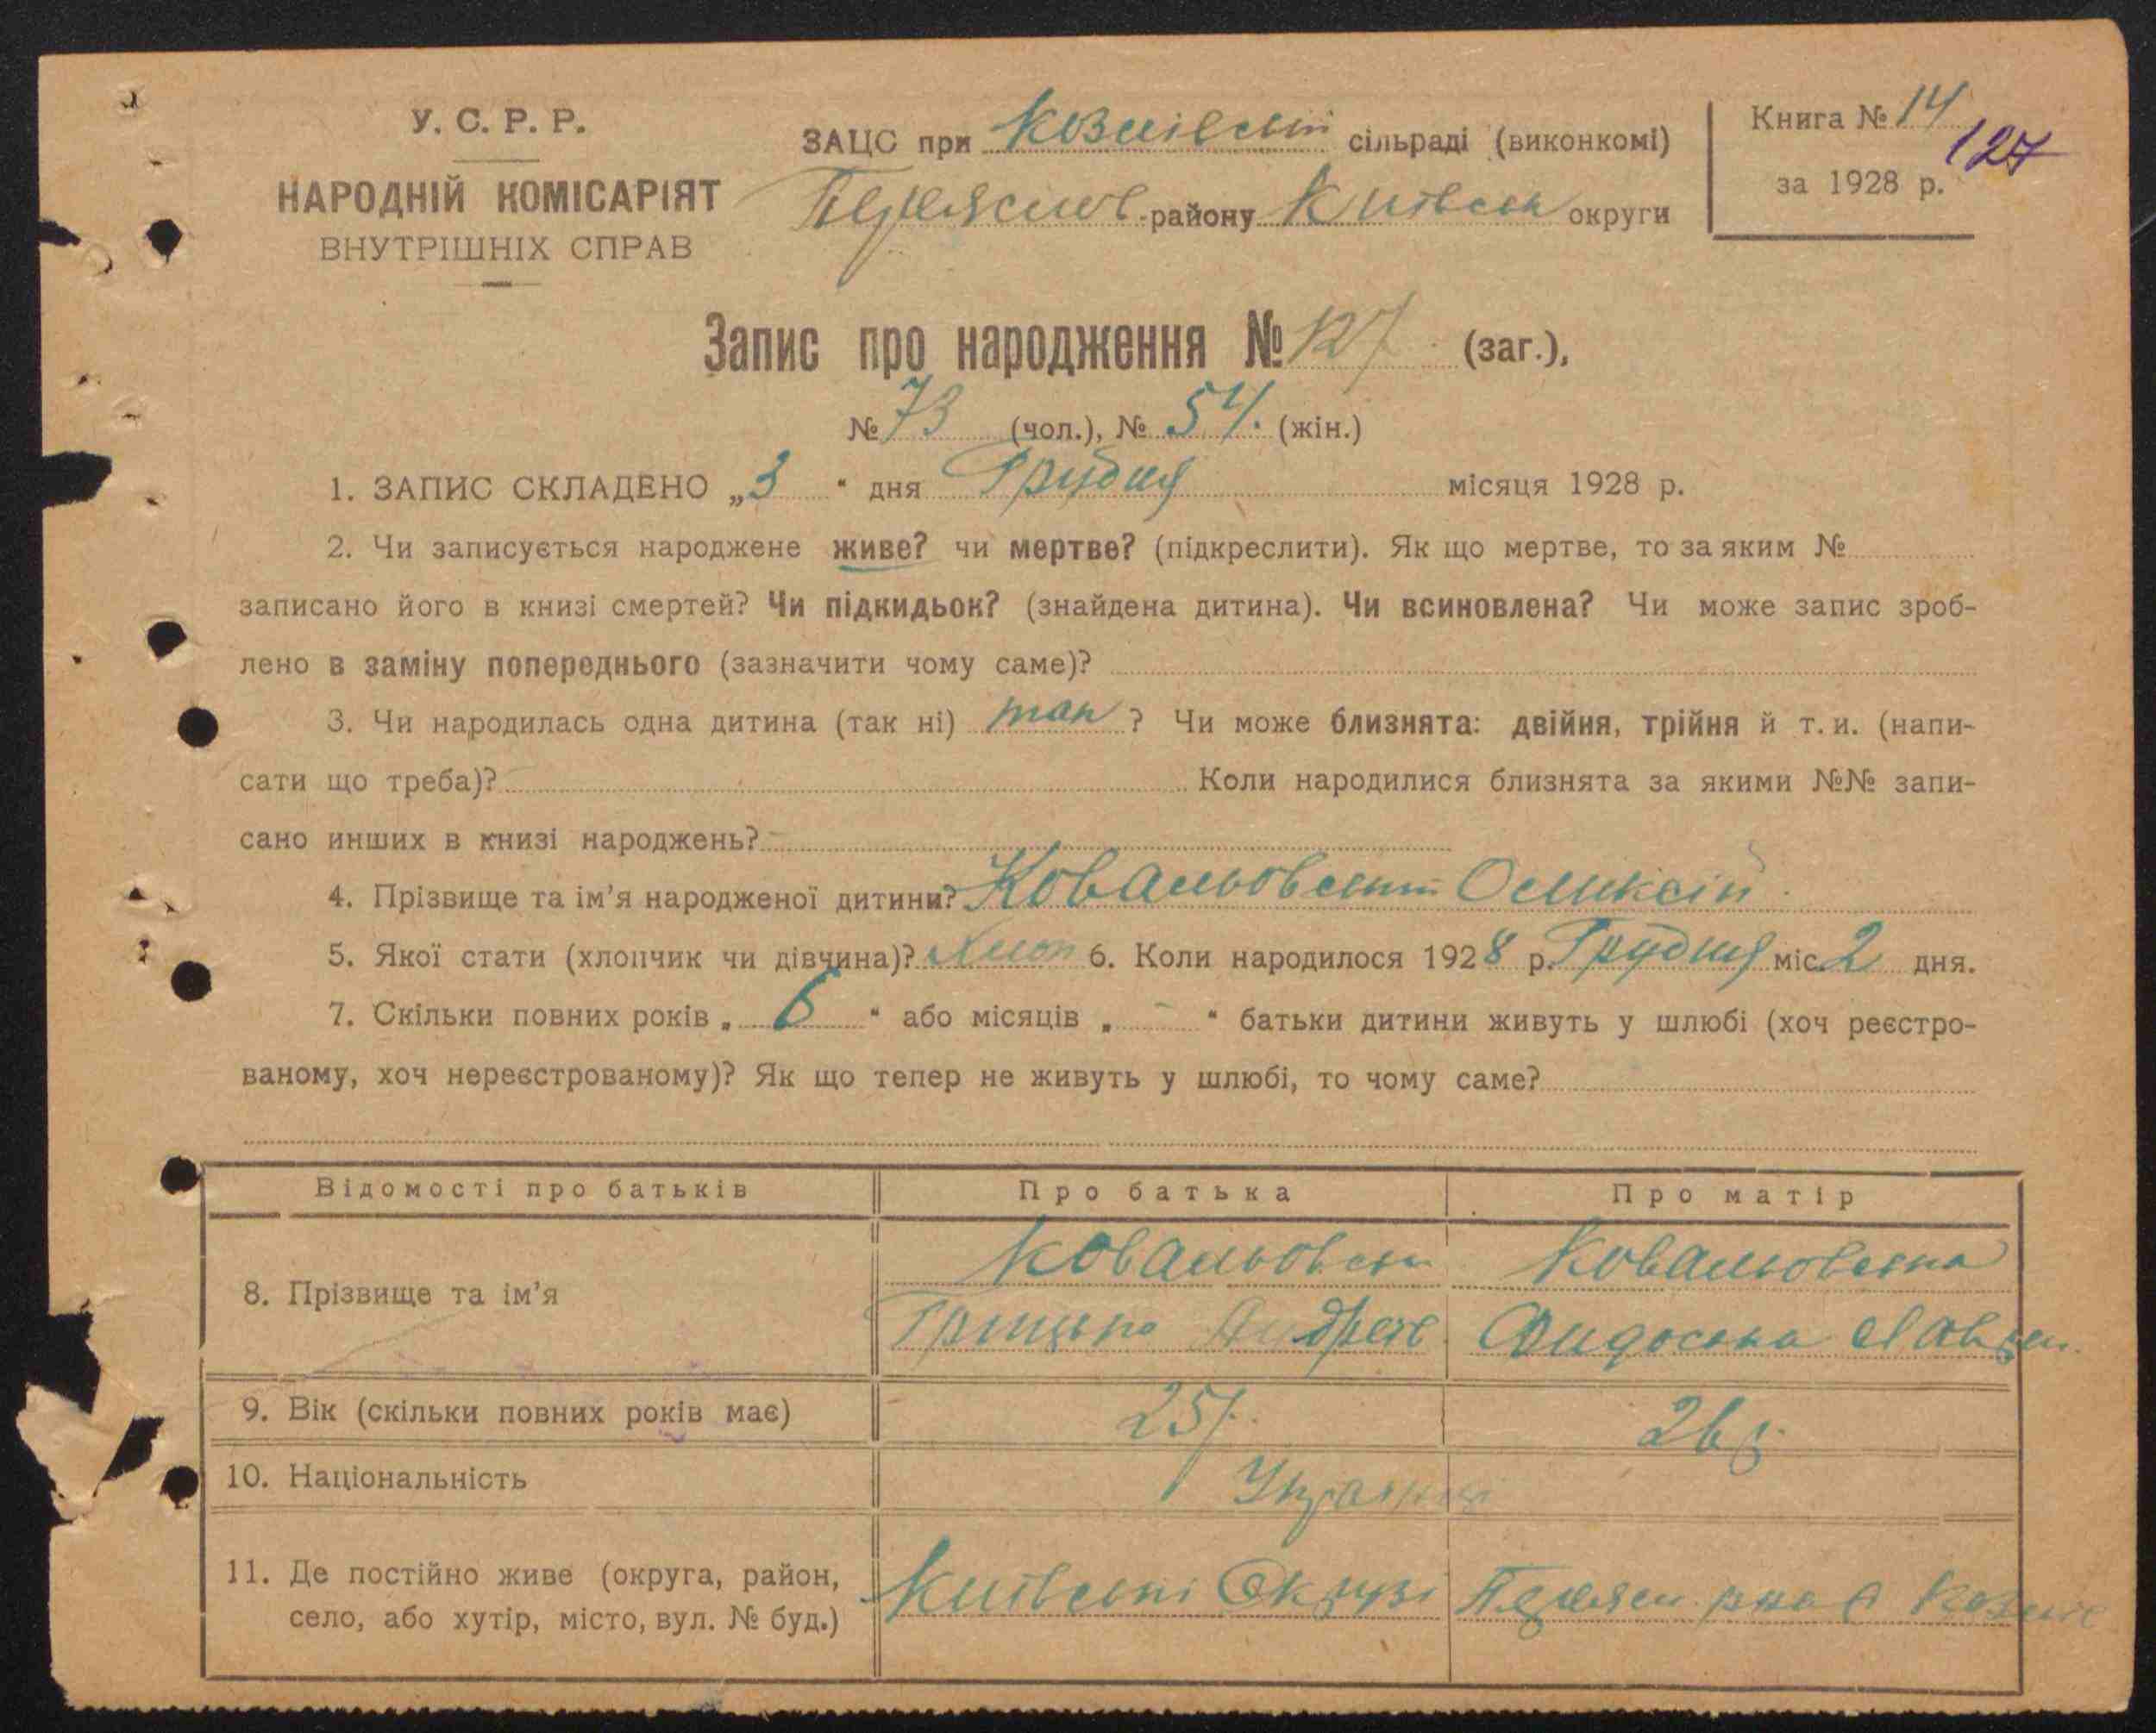 У. С. Р. Р.
НАРОДНІЙ КОМІСАРІЯТ
ВНУТРІШНІХ СПРАВ
ЗАЦС при Козлівській сільраді (виконкомі)
Переяслов. району Київськ округи
Книга № 14
127
за 1928 р.
Запис про народження № 127 (заг.),
№ 73 (чол.), № 54. (жін.)
1. ЗАПИС СКЛАДЕНО „3“ дня Грудня місяця 1928 р.
2. Чи записується народжене живе? чи мертве? (підкреслити). Як що мертве, то за яким №
записано його в книзі смертей? Чи підкидьок? (знайдена дитина). Чи всиновлена? Чи може запис зроб-
лено в заміну попереднього (зазначити чому саме)?
3. Чи народилась одна дитина (так ні) так ? Чи може близнята: двійня, трійня й т. и. (напи-
сати що треба)? Коли народилися близнята за якими №№ запи-
сано инших в книзі народжень?
4. Прізвище та ім’я народженої дитини? Ковальовський Олексій
5. Якої стати (хлопчик чи дівчина)? Хлоп 6. Коли народилося 1928 р. Грудня міс. 2 дня.
7. Скільки повних років „ 6 “ або місяців „ - “ батьки дитини живуть у шлюбі (хоч реєстро-
ваному, хоч нереєстрованому)? Як що тепер не живуть у шлюбі, то чому саме?
Відомості про батьків Про батька Про матір
8. Прізвище та ім’я
Ковальовськ Ковальовська
Грицько Андреєв
9. Вік (скільки повних років має) 25 р. 26 р.
10. Національність Українці
11. Де постійно живе (округа, район,
село, або хутір, місто, вул. № буд.)
Київські Окрузі Переясл. р-на с Козлів